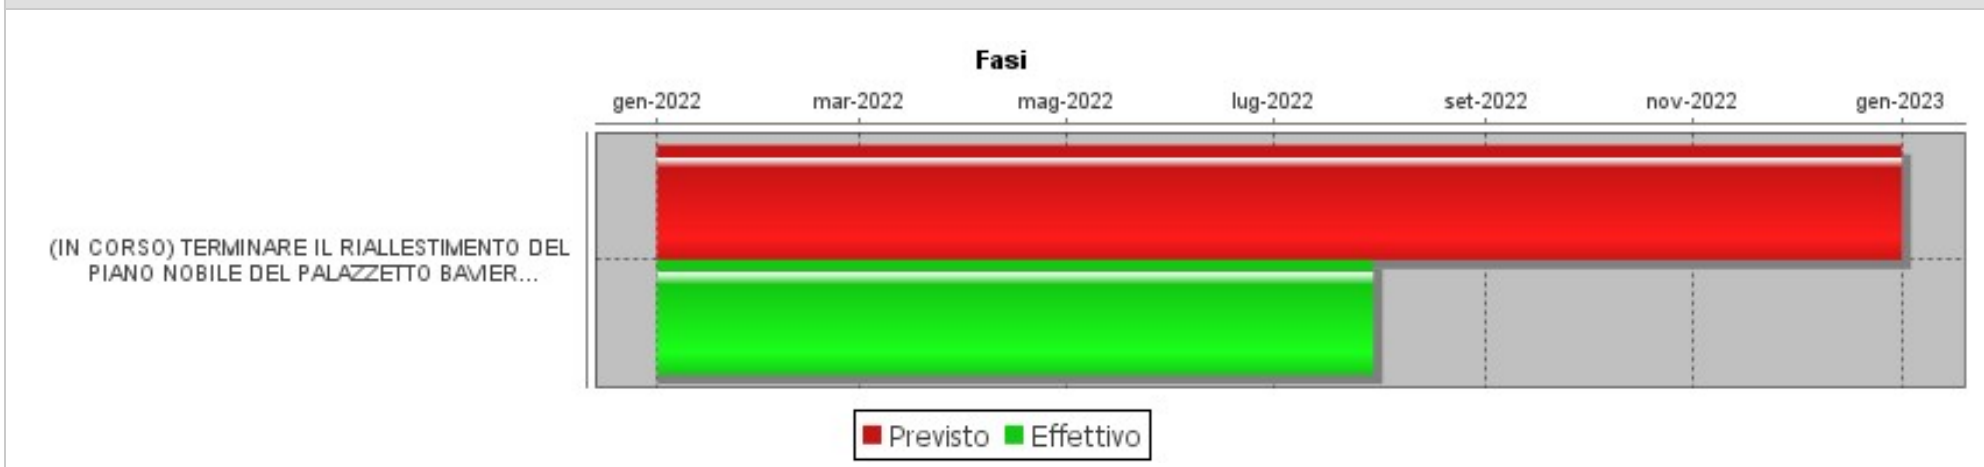 Fasi
gen-2022 mar-2022 mag-2022 lug-2022 set-2022 nov-2022 gen-2023
(IN CORSO) TERMINARE IL RIALLESTIMENTO DEL
PIANO NOBILE DEL PALAZZETTO BAVIER...
Previsto Effettivo